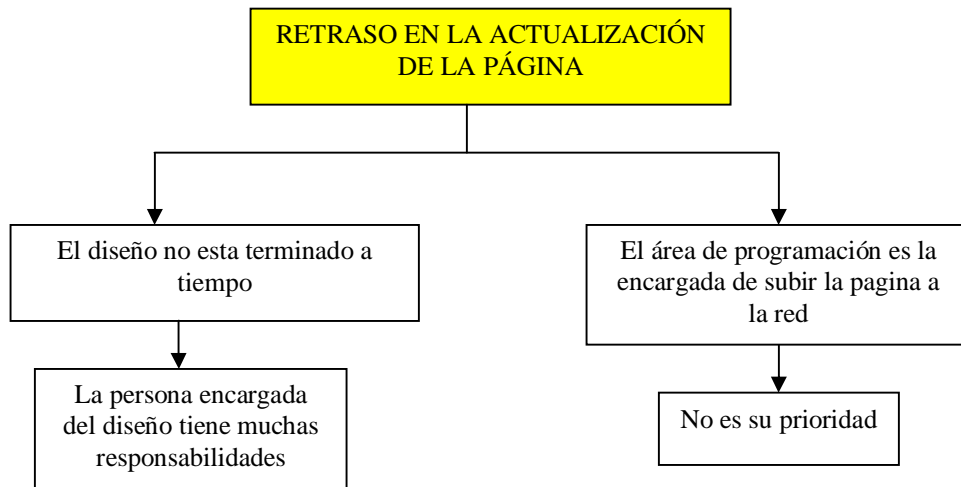 RETRASO EN LA ACTUALIZACIÓN
DE LA PÁGINA
El diseño no esta terminado a
tiempo
El área de programación es la
encargada de subir la pagina a
la red
La persona encargada
del diseño tiene muchas
responsabilidades
No es su prioridad